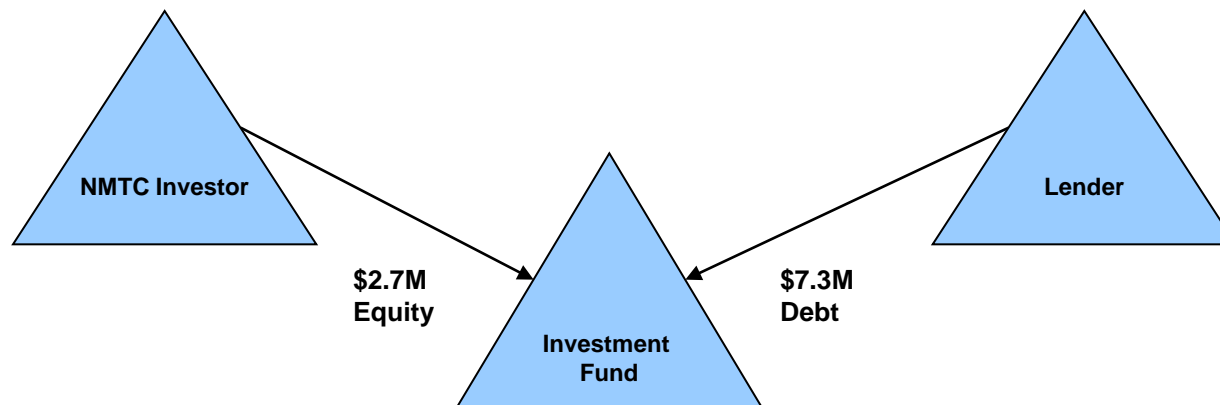 NMTC Investor
Lender
$2.7M
Equity
$7.3M
Debt
Investment
Fund